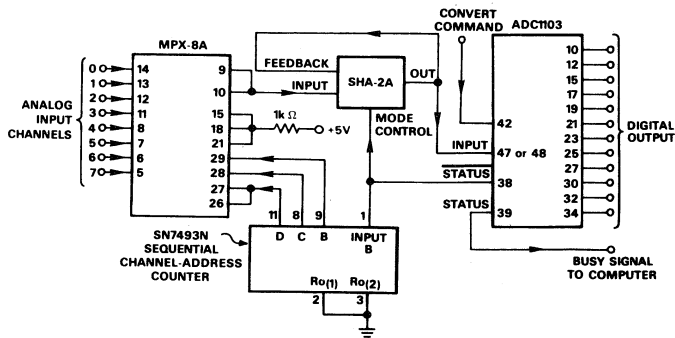 MPX-8A
ANALOG
INPUT
CHANNELS
0
1
2
3
4
5
6
7
14
13
12
11
8
7
6
5
9
10
15
18
21
29
28
27
26
1k Ω
+5V
FEEDBACK
INPUT
SHA-2A
OUT
MODE
CONTROL
CONVERT
COMMAND
ADC1103
42
INPUT
47 or 48
STATUS
38
STATUS
39
10
12
15
17
19
21
23
25
27
30
32
34
DIGITAL
OUTPUT
BUSY SIGNAL
TO COMPUTER
SN7493N
SEQUENTIAL
CHANNEL-ADDRESS
COUNTER
11
8
9
1
D
C
B
INPUT
B
Ro(1)
Ro(2)
2
3